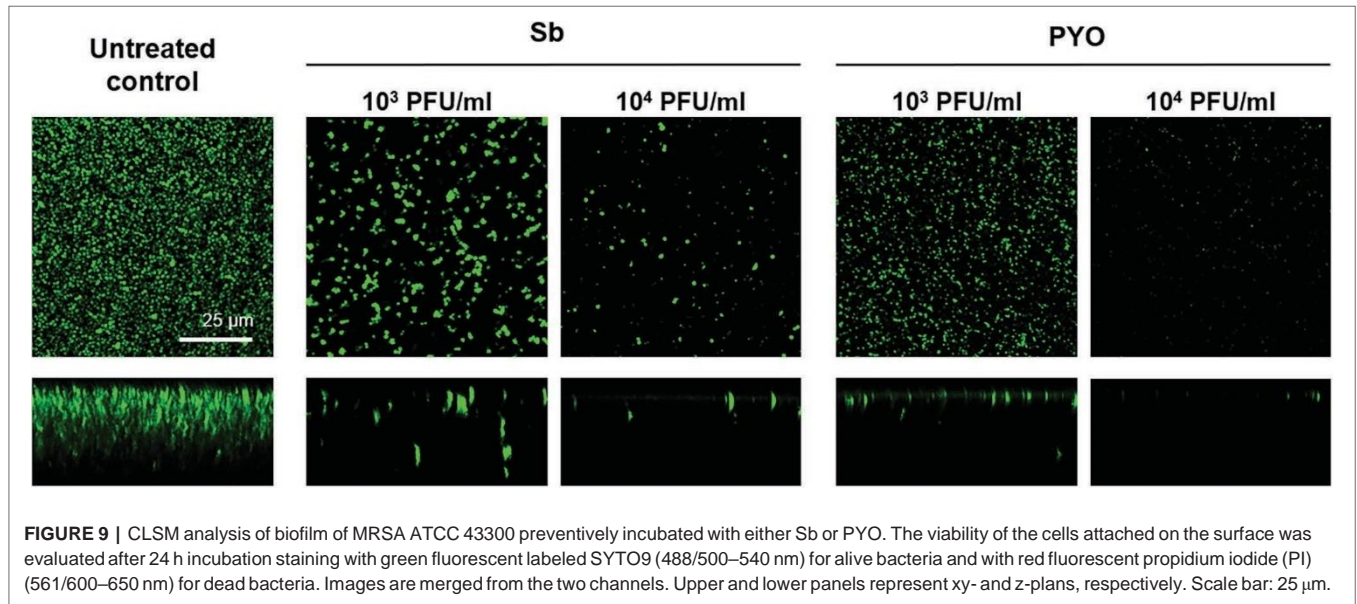 Untreated
control
Sb
PYO
10³ PFU/ml
10⁴ PFU/ml
10³ PFU/ml
10⁴ PFU/ml
25 µm
FIGURE 9 | CLSM analysis of biofilm of MRSA ATCC 43300 preventively incubated with either Sb or PYO. The viability of the cells attached on the surface was
evaluated after 24 h incubation staining with green fluorescent labeled SYTO9 (488/500–540 nm) for alive bacteria and with red fluorescent propidium iodide (PI)
(561/600–650 nm) for dead bacteria. Images are merged from the two channels. Upper and lower panels represent xy- and z-plans, respectively. Scale bar: 25 µm.